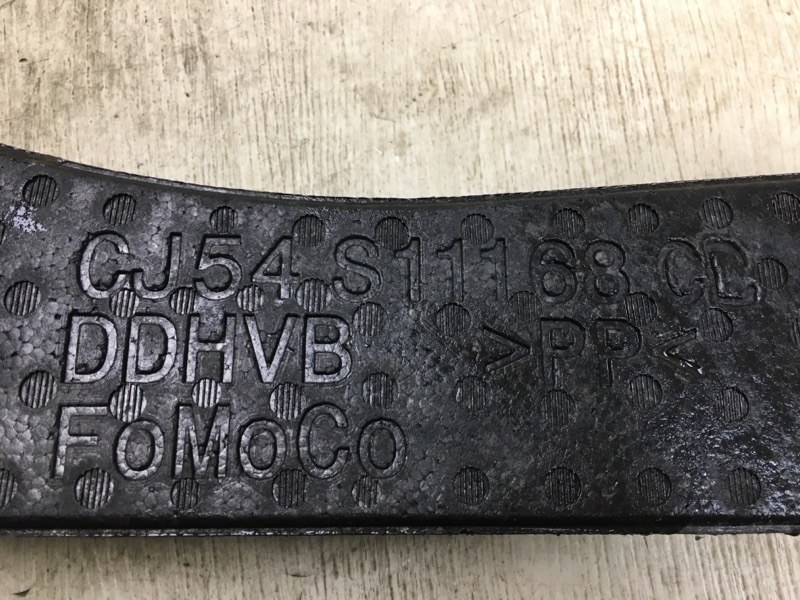 CJ54 S11168 CL
DDHVB >PP<
FoMoCo